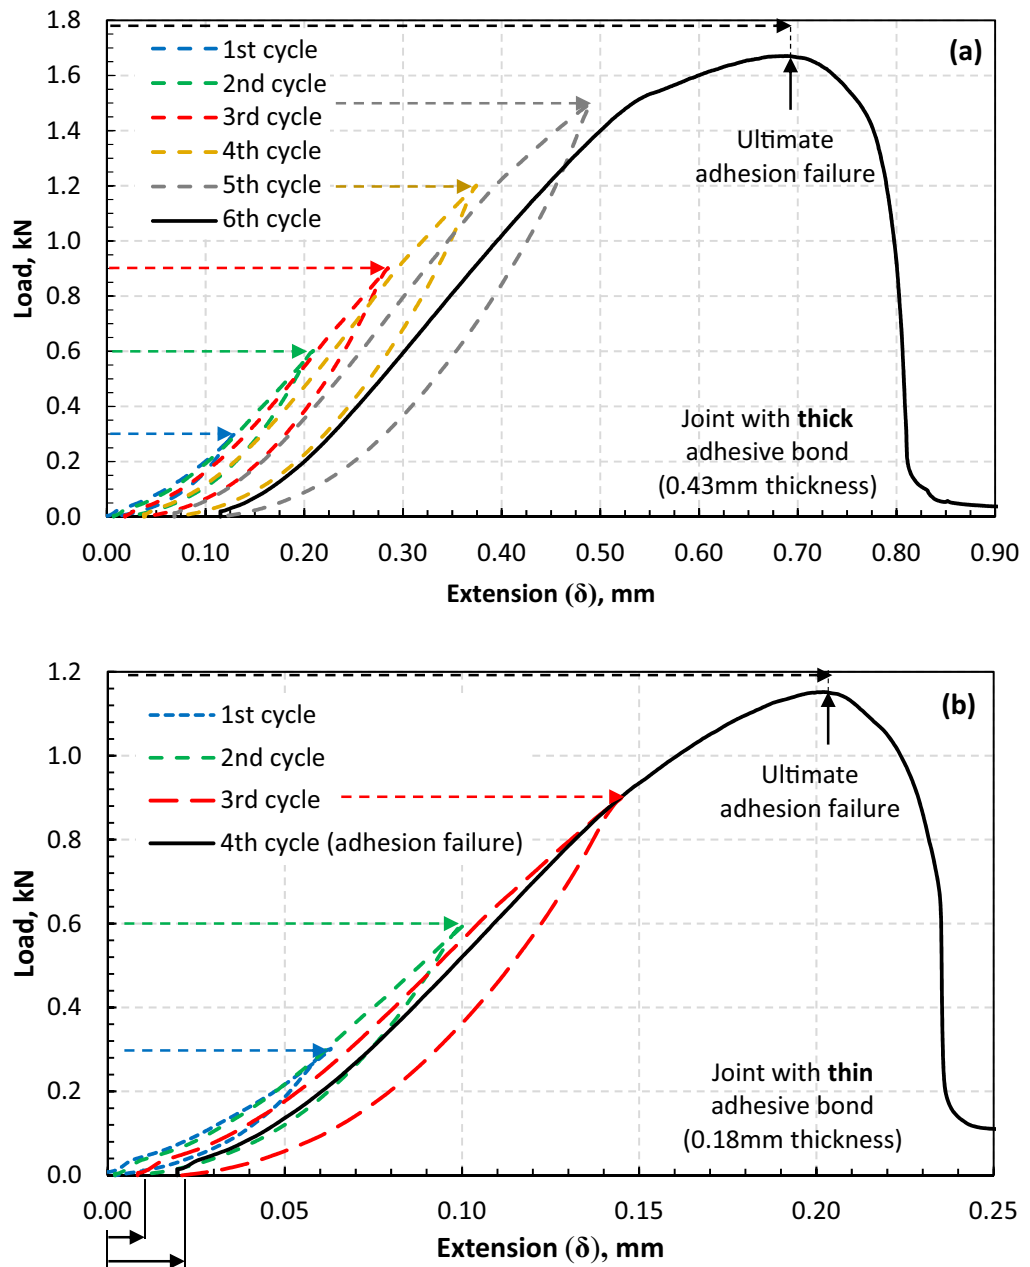 1.8
1.6
1.4
1.2
1.0
0.8
0.6
0.4
0.2
0.0
Load, kN
1st cycle
2nd cycle
3rd cycle
4th cycle
5th cycle
6th cycle
(a)
Ultimate
adhesion failure
Joint with thick
adhesive bond
(0.43mm thickness)
0.00 0.10 0.20 0.30 0.40 0.50 0.60 0.70 0.80 0.90
Extension (δ), mm
1.2
1.0
0.8
0.6
0.4
0.2
0.0
Load, kN
1st cycle
2nd cycle
3rd cycle
4th cycle (adhesion failure)
(b)
Ultimate
adhesion failure
Joint with thin
adhesive bond
(0.18mm thickness)
0.00 0.05 0.10 0.15 0.20 0.25
Extension (δ), mm